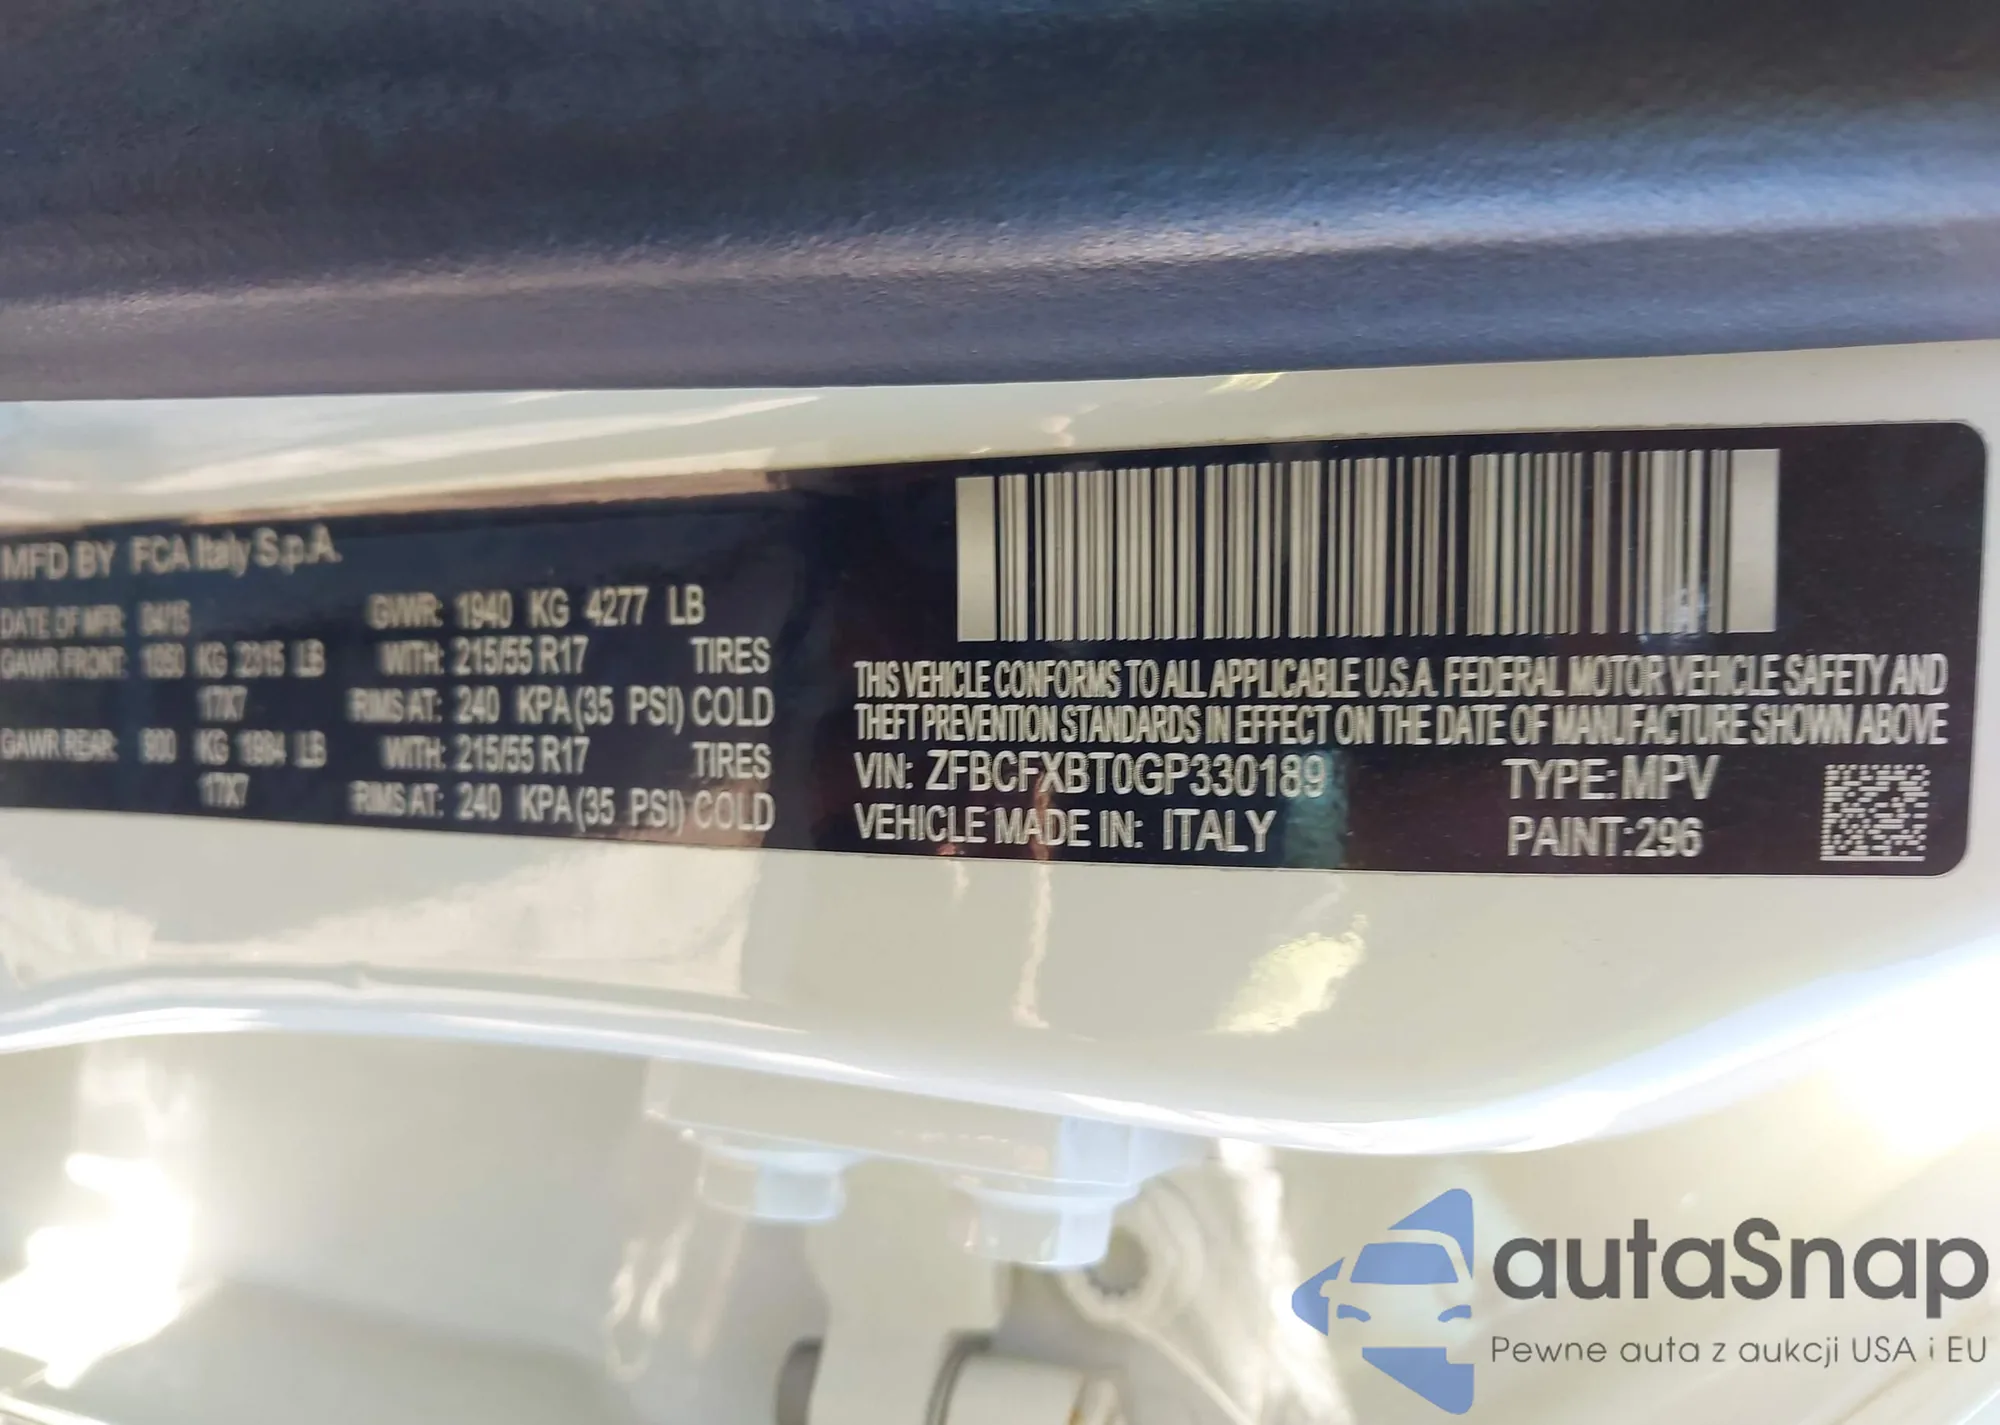 MFD BY FCA Italy S.p.A.
DATE OF MFR: 04/15 GVWR: 1940 KG 4277 LB
GAWR FRONT: 1050 KG 2315 LB WITH: 215/55 R17 TIRES
17X7 RIMS AT: 240 KPA(35 PSI) COLD
GAWR REAR: 900 KG 1984 LB WITH: 215/55 R17 TIRES
17X7 RIMS AT: 240 KPA(35 PSI) COLD
THIS VEHICLE CONFORMS TO ALL APPLICABLE U.S.A. FEDERAL MOTOR VEHICLE SAFETY AND
THEFT PREVENTION STANDARDS IN EFFECT ON THE DATE OF MANUFACTURE SHOWN ABOVE
VIN: ZFBCFXBT0GP330189 TYPE:MPV
VEHICLE MADE IN: ITALY PAINT:296
autaSnap
Pewne auta z aukcji USA i EU